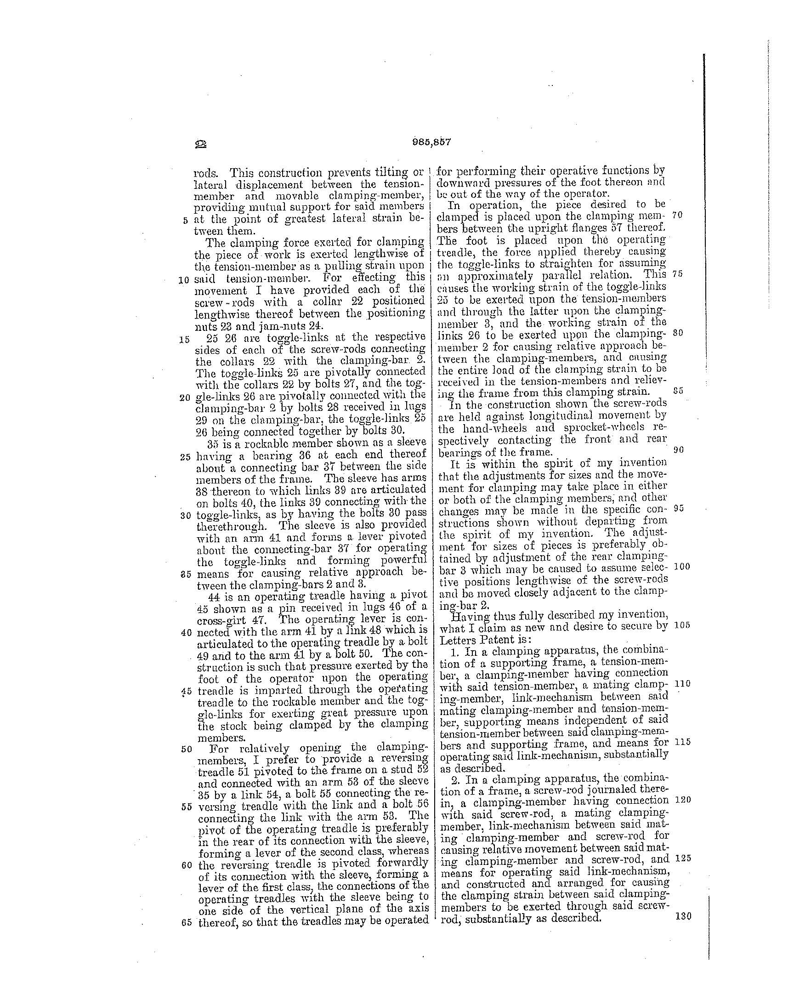 2
985,857
rods. This construction prevents tilting or
lateral displacement between the tension-
member and movable clamping-member,
providing mutual support for said members
5 at the point of greatest lateral strain be-
tween them.
The clamping force exerted for clamping
the piece of work is exerted lengthwise of
the tension-member as a pulling strain upon
10 said tension-member. For effecting this
movement I have provided each of the
screw-rods with a collar 22 positioned
lengthwise thereof between the positioning
nuts 23 and jam-nuts 24.
15 25 26 are toggle-links at the respective
sides of each of the screw-rods connecting
the collars 22 with the clamping-bar 2.
The toggle-links 25 are pivotally connected
with the collars 22 by bolts 27, and the tog-
20 gle-links 26 are pivotally connected with the
clamping-bar 2 by bolts 28 received in lugs
29 on the clamping-bar, the toggle-links 25
26 being connected together by bolts 30.
35 is a rockable member shown as a sleeve
25 having a bearing 36 at each end thereof
about a connecting bar 37 between the side
members of the frame. The sleeve has arms
38 thereon to which links 39 are articulated
on bolts 40, the links 39 connecting with the
30 toggle-links, as by having the bolts 30 pass
therethrough. The sleeve is also provided
with an arm 41 and forms a lever pivoted
about the connecting-bar 37 for operating
the toggle-links and forming powerful
35 means for causing relative approach be-
tween the clamping-bars 2 and 3.
44 is an operating treadle having a pivot
45 shown as a pin received in lugs 46 of a
cross-girt 47. The operating lever is con-
40 nected with the arm 41 by a link 48 which is
articulated to the operating treadle by a bolt
49 and to the arm 41 by a bolt 50. The con-
struction is such that pressure exerted by the
foot of the operator upon the operating
45 treadle is imparted through the operating
treadle to the rockable member and the tog-
gle-links for exerting great pressure upon
the stock being clamped by the clamping
members.
50 For relatively opening the clamping-
members, I prefer to provide a reversing
treadle 51 pivoted to the frame on a stud 52
and connected with an arm 53 of the sleeve
35 by a link 54, a bolt 55 connecting the re-
55 versing treadle with the link and a bolt 56
connecting the link with the arm 53. The
pivot of the operating treadle is preferably
in the rear of its connection with the sleeve,
forming a lever of the second class, whereas
60 the reversing treadle is pivoted forwardly
of its connection with the sleeve, forming a
lever of the first class, the connections of the
operating treadles with the sleeve being to
one side of the vertical plane of the axis
65 thereof, so that the treadles may be operated
for performing their operative functions by
downward pressures of the foot thereon and
be out of the way of the operator.
In operation, the piece desired to be
clamped is placed upon the clamping mem- 70
bers between the upright flanges 57 thereof.
The foot is placed upon the operating
treadle, the force applied thereby causing
the toggle-links to straighten for assuming
an approximately parallel relation. This 75
causes the working strain of the toggle-links
25 to be exerted upon the tension-members
and through the latter upon the clamping-
member 3, and the working strain of the
links 26 to be exerted upon the clamping- 80
member 2 for causing relative approach be-
tween the clamping-members, and causing
the entire load of the clamping strain to be
received in the tension-members and reliev-
ing the frame from this clamping strain. 85
In the construction shown the screw-rods
are held against longitudinal movement by
the hand-wheels and sprocket-wheels re-
spectively contacting the front and rear
bearings of the frame. 90
It is within the spirit of my invention
that the adjustments for sizes and the move-
ment for clamping may take place in either
or both of the clamping members, and other
changes may be made in the specific con- 95
structions shown without departing from
the spirit of my invention. The adjust-
ment for sizes of pieces is preferably ob-
tained by adjustment of the rear clamping-
bar 3 which may be caused to assume selec- 100
tive positions lengthwise of the screw-rods
and be moved closely adjacent to the clamp-
ing-bar 2.
Having thus fully described my invention,
what I claim as new and desire to secure by 105
Letters Patent is:
1. In a clamping apparatus, the combina-
tion of a supporting frame, a tension-mem-
ber, a clamping-member having connection
with said tension-member, a mating clamp- 110
ing-member, link-mechanism between said
mating clamping-member and tension-mem-
ber, supporting means independent of said
tension-member between said clamping-mem-
bers and supporting frame, and means for 115
operating said link-mechanism, substantially
as described.
2. In a clamping apparatus, the combina-
tion of a frame, a screw-rod journaled there-
in, a clamping-member having connection 120
with said screw-rod, a mating clamping-
member, link-mechanism between said mat-
ing clamping-member and screw-rod for
causing relative movement between said mat-
ing clamping-member and screw-rod, and 125
means for operating said link-mechanism,
and constructed and arranged for causing
the clamping strain between said clamping-
members to be exerted through said screw-
rod, substantially as described. 130